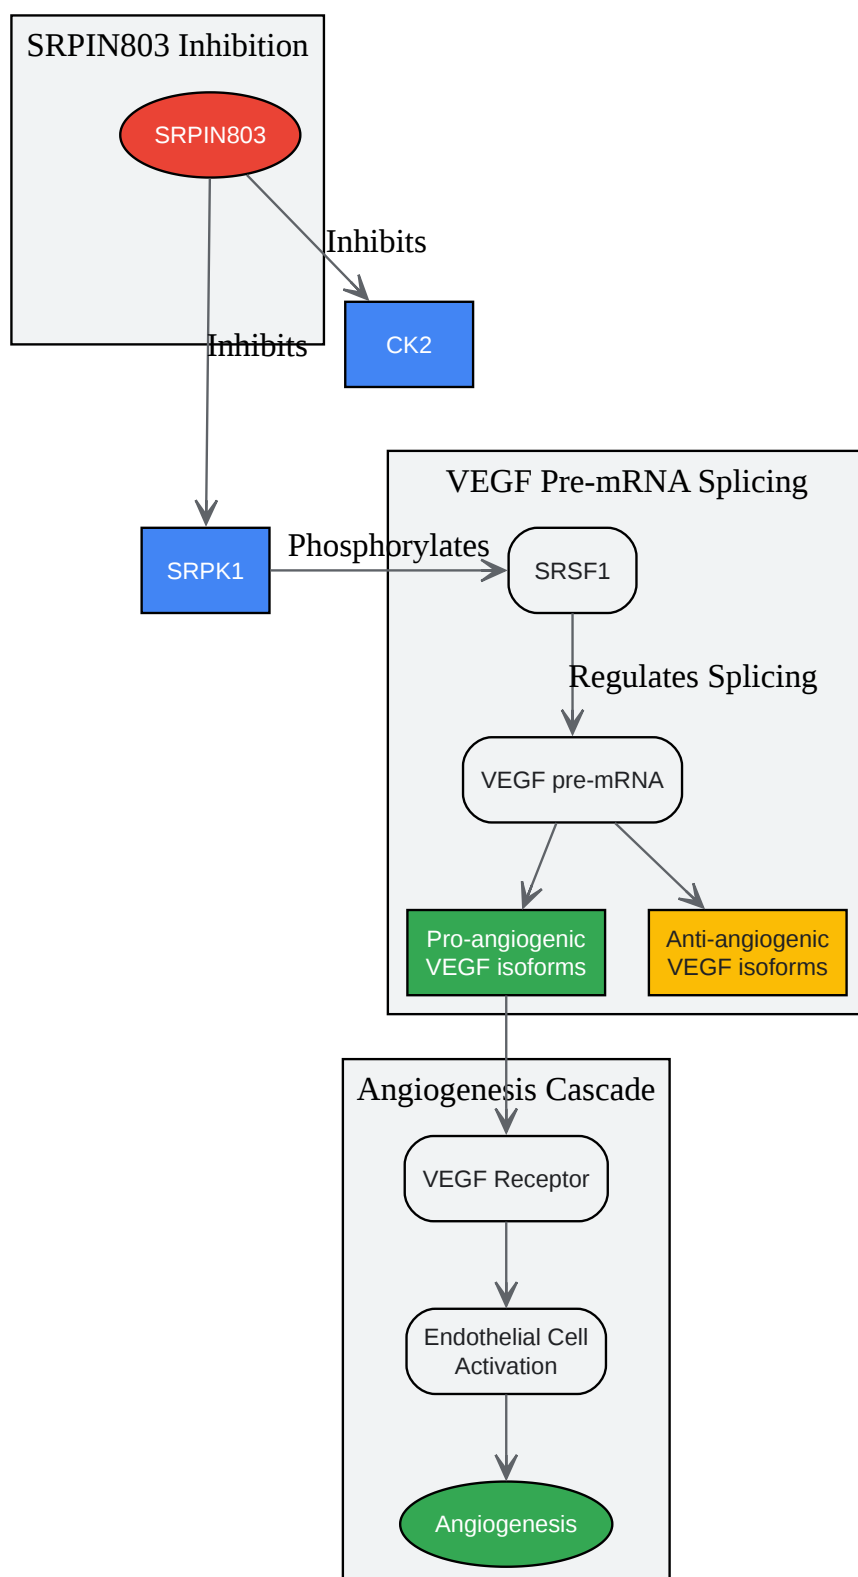 SRPIN803 Inhibition
SRPIN803
Inhibits
CK2
Inhibits
VEGF Pre-mRNA Splicing
Phosphorylates
SRPK1
SRSF1
Regulates Splicing
VEGF pre-mRNA
Pro-angiogenic
VEGF isoforms
Anti-angiogenic
VEGF isoforms
Angiogenesis Cascade
VEGF Receptor
Endothelial Cell
Activation
Angiogenesis